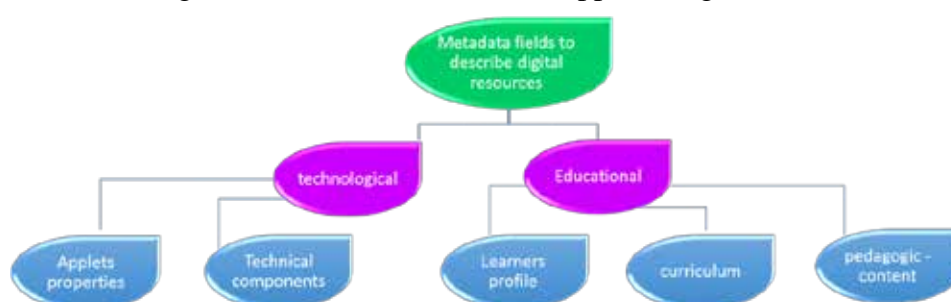 Metadata fields to
describe digital
resources
technological
Educational
Applets
properties
Technical
components
Learners
profile
curriculum
pedagogic -
content